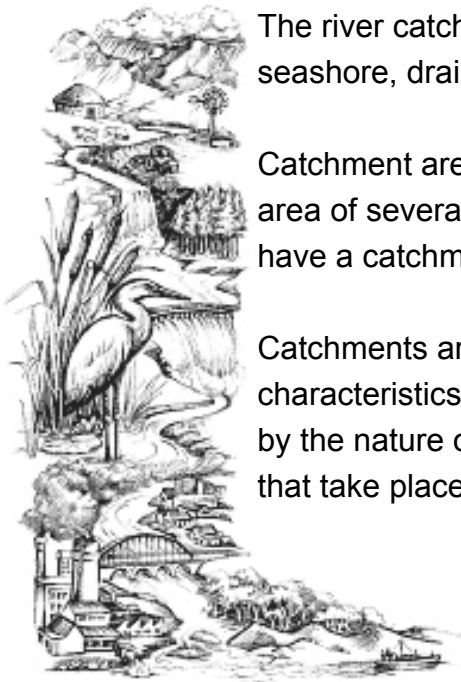 The river catch
seashore, drai
Catchment are
area of severa
have a catchm
Catchments ar
characteristics
by the nature
that take place